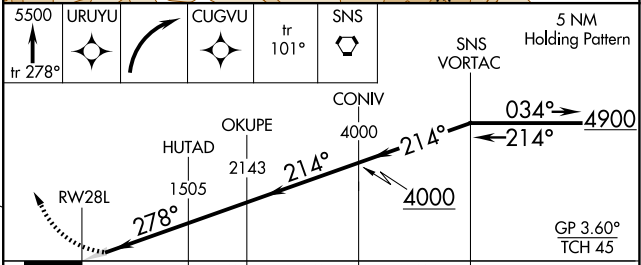 5500
tr 278°
URUYU
CUGVU
tr
101°
SNS
5 NM
Holding Pattern
SNS
VORTAC
034°
4900
214°
CONIV
4000
214°
4000
OKUPE
2143
214°
HUTAD
1505
278°
RW28L
GP 3.60°
TCH 45